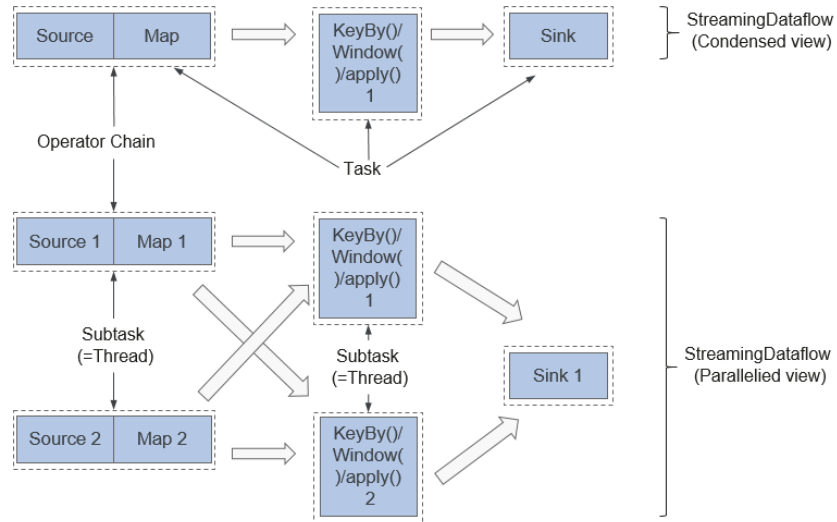 Source
Map
KeyBy()/
Window(
)/apply()
1
Sink
StreamingDataflow
(Condensed view)
Operator Chain
Task
Source 1
Map 1
KeyBy()/
Window(
)/apply()
1
Subtask
(=Thread)
Subtask
(=Thread)
Sink 1
StreamingDataflow
(Parallelied view)
Source 2
Map 2
KeyBy()/
Window(
)/apply()
2